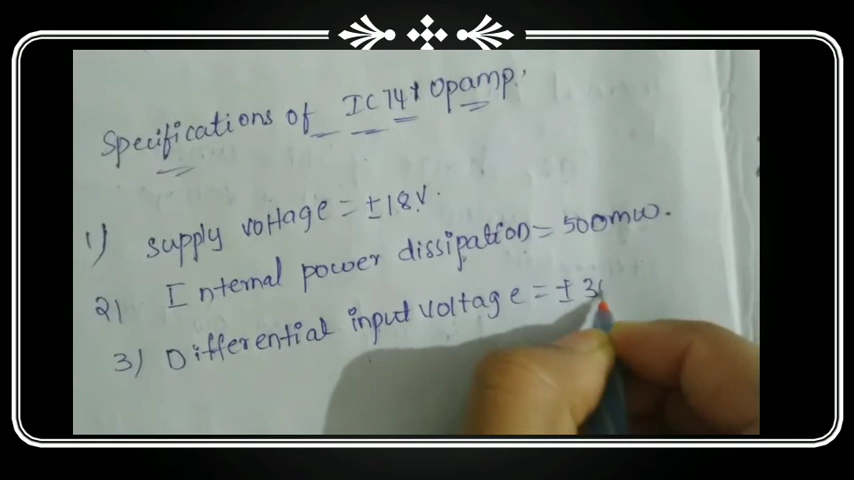 Specifications of IC741 Opamp.
1) supply voltage = ±18V.
2) Internal power dissipation = 500mw.
3) Differential input voltage = ± 3